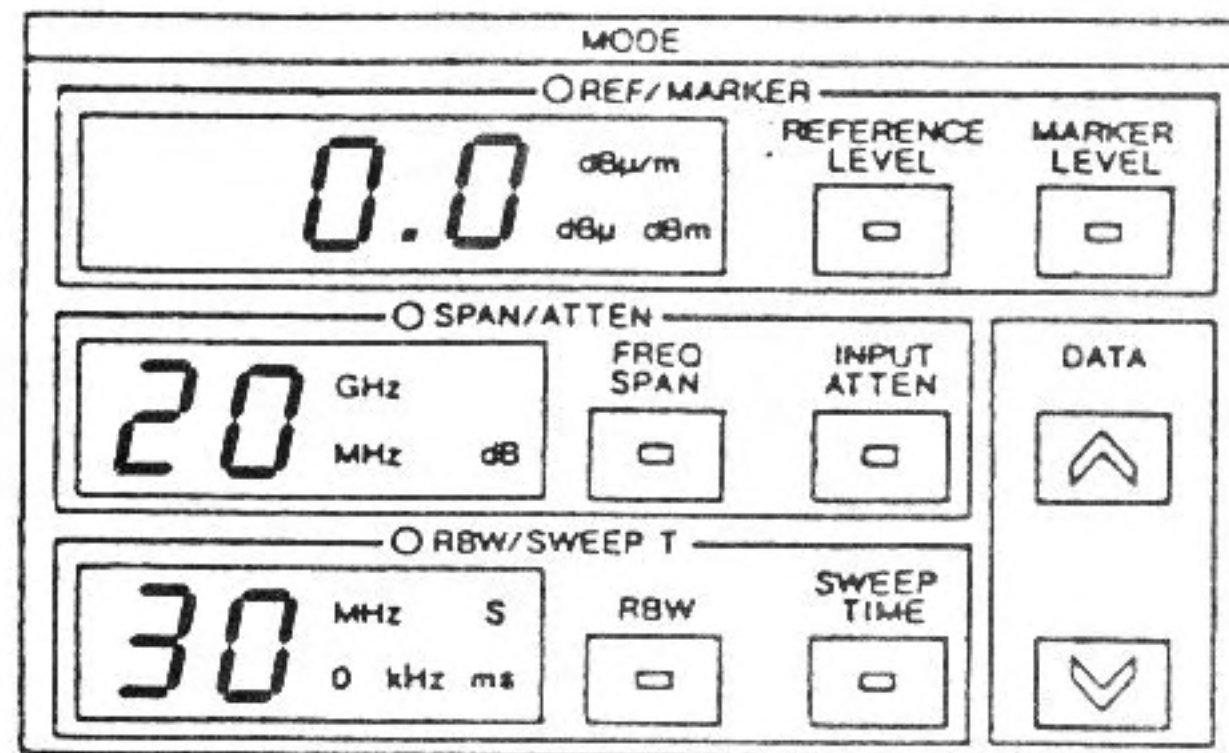 MODE
REF/MARKER
0.0 dBμ/m
dBμ dBm
REFERENCE
LEVEL
MARKER
LEVEL
SPAN/ATTEN
20 GHz
MHz dB
FREQ
SPAN
INPUT
ATTEN
DATA
RBW/SWEEP T
30 MHz S
0 kHz ms
RBW
SWEEP
TIME